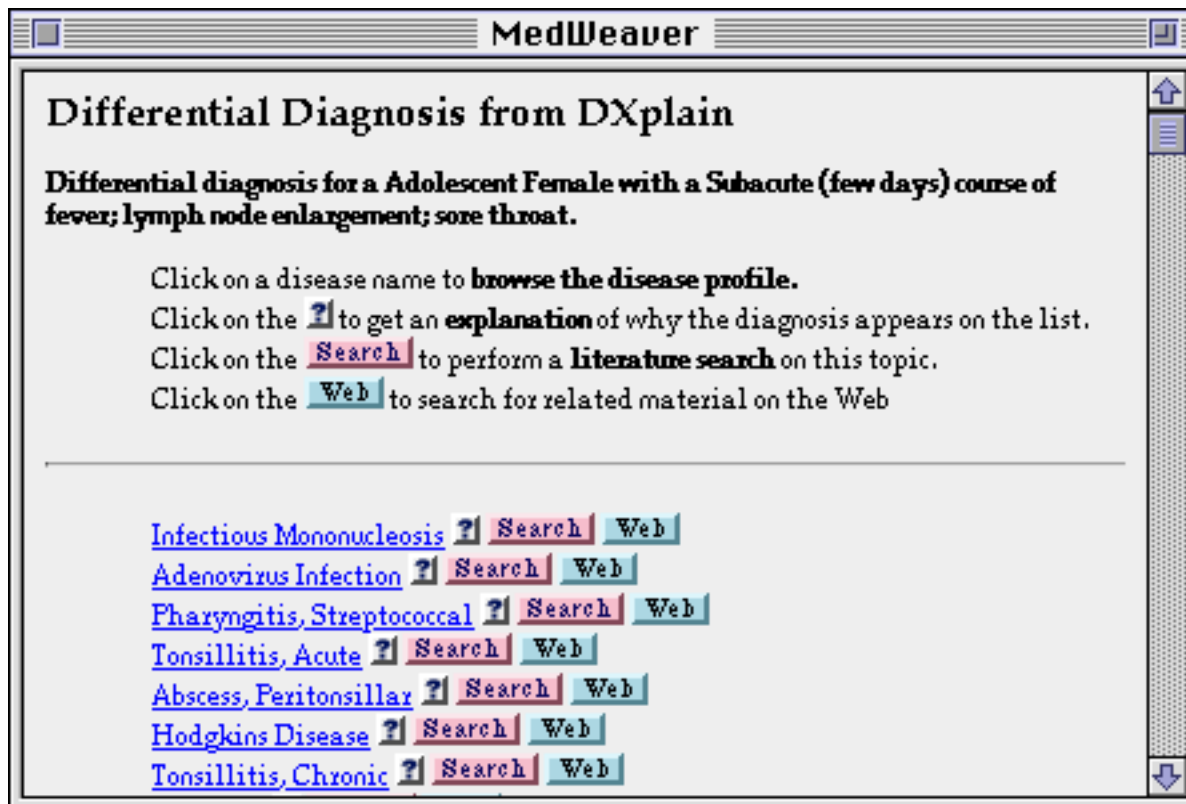 MedWeaver
Differential Diagnosis from DXplain
Differential diagnosis for a Adolescent Female with a Subacute (few days) course of
fever; lymph node enlargement; sore throat.
Click on a disease name to browse the disease profile.
Click on the ? to get an explanation of why the diagnosis appears on the list.
Click on the Search to perform a literature search on this topic.
Click on the Web to search for related material on the Web
Infectious Mononucleosis ? Search Web
Adenovirus Infection ? Search Web
Pharyngitis, Streptococcal ? Search Web
Tonsillitis, Acute ? Search Web
Abscess, Peritonsillar ? Search Web
Hodgkins Disease ? Search Web
Tonsillitis, Chronic ? Search Web